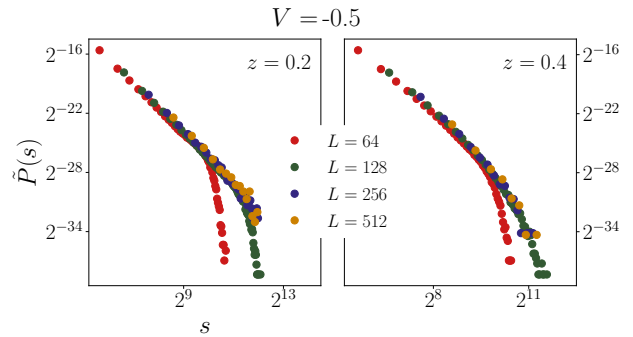 V = -0.5
2^{-16}
2^{-22}
2^{-28}
2^{-34}
P̃(s)
z = 0.2
2^9
2^{13}
s
L = 64
L = 128
L = 256
L = 512
z = 0.4
2^8
2^{11}
2^{-16}
2^{-22}
2^{-28}
2^{-34}